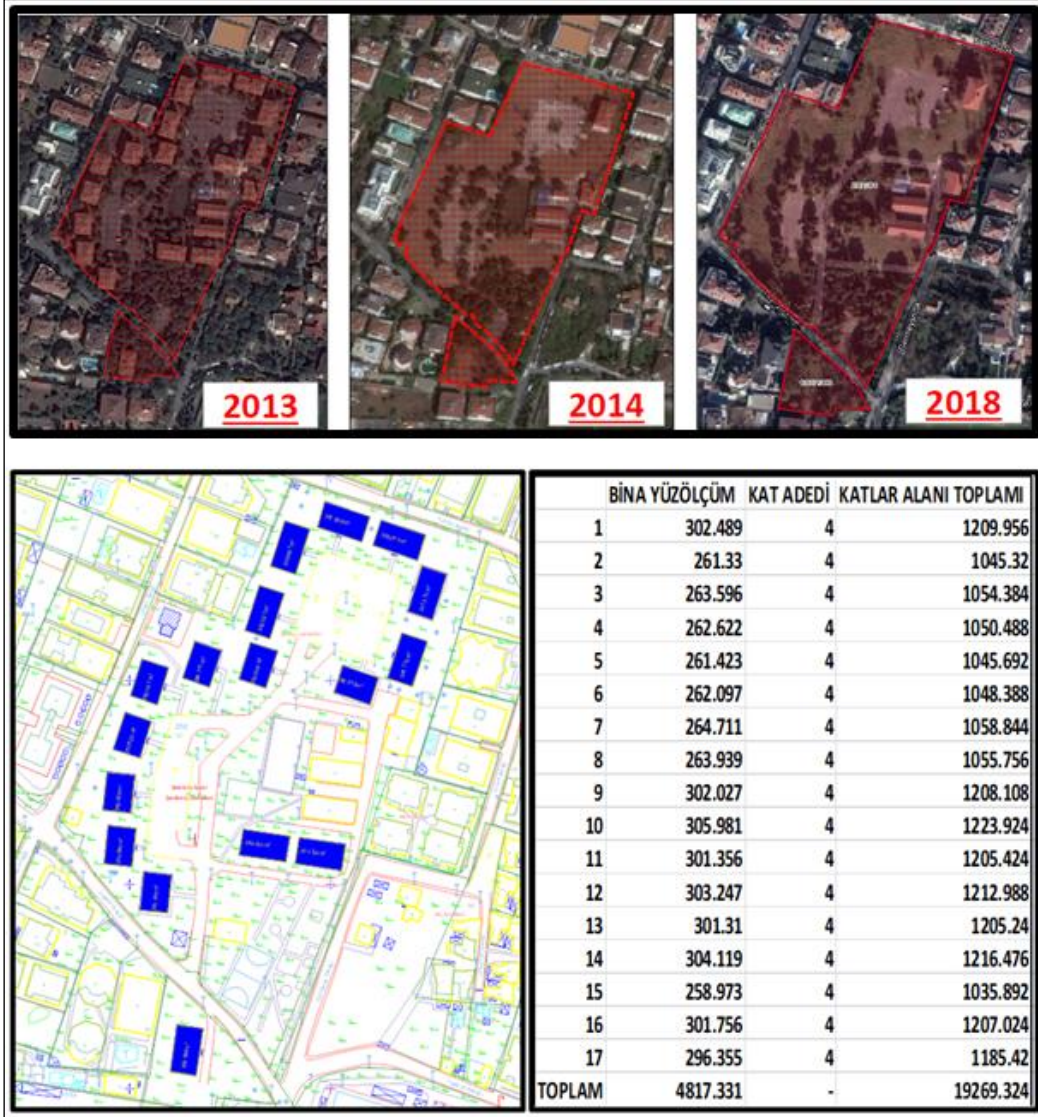 2013
2014
2018
BİNA YÜZÖLÇÜM KAT ADEDİ KATLAR ALANI TOPLAMI
1 302.489 4 1209.956
2 261.33 4 1045.32
3 263.596 4 1054.384
4 262.622 4 1050.488
5 261.423 4 1045.692
6 262.097 4 1048.388
7 264.711 4 1058.844
8 263.939 4 1055.756
9 302.027 4 1208.108
10 305.981 4 1223.924
11 301.356 4 1205.424
12 303.247 4 1212.988
13 301.31 4 1205.24
14 304.119 4 1216.476
15 258.973 4 1035.892
16 301.756 4 1207.024
17 296.355 4 1185.42
TOPLAM 4817.331 - 19269.324